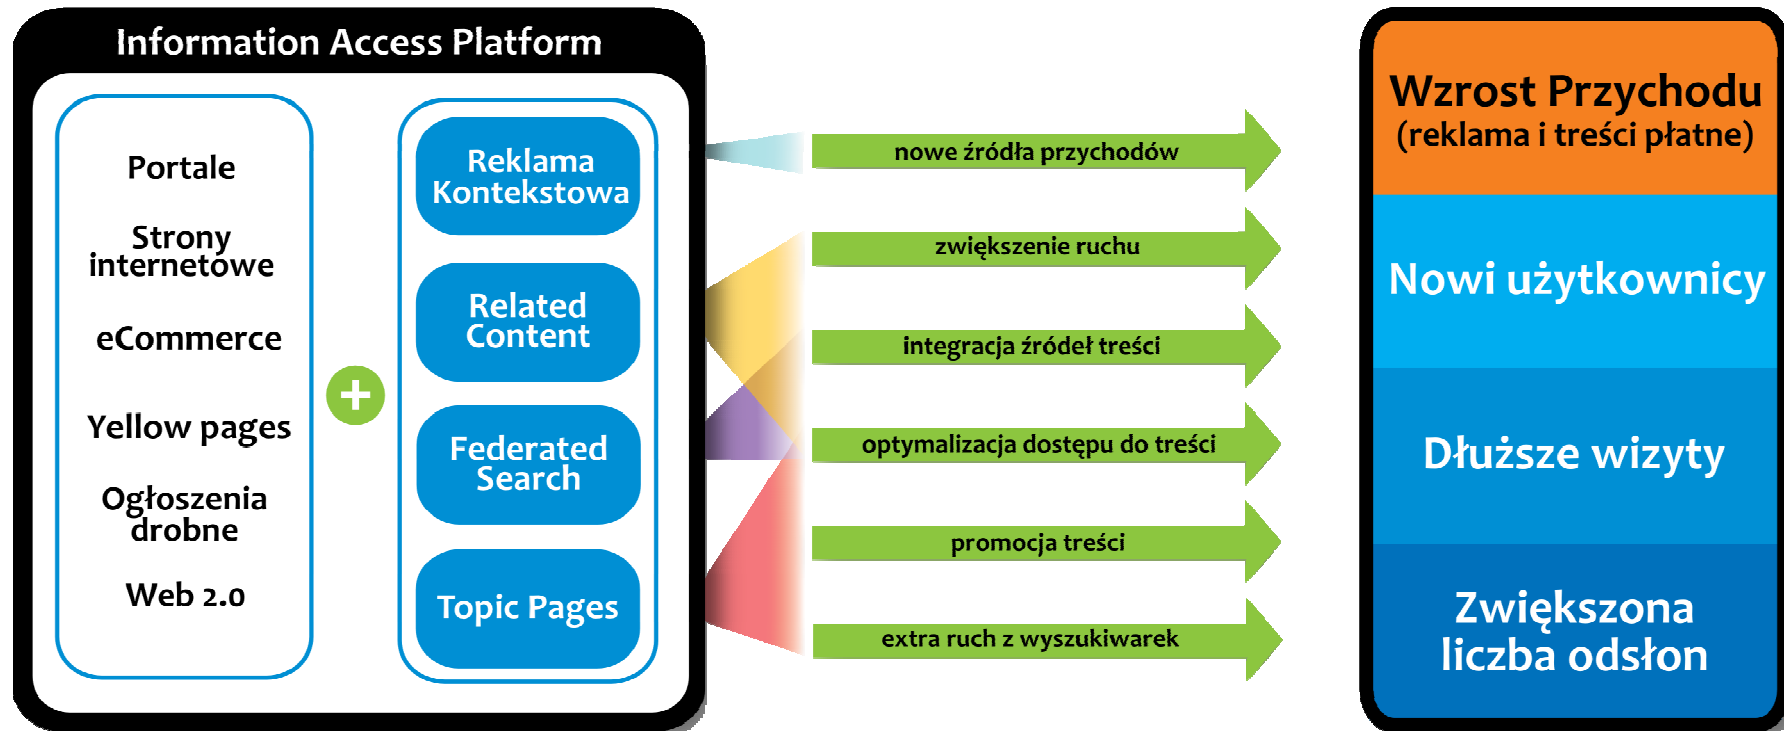 Information Access Platform
Portale
Strony
internetowe
eCommerce
Yellow pages
Ogłoszenia
drobne
Web 2.0
+
Reklama
Kontekstowa
Related
Content
Federated
Search
Topic Pages
nowe źródła przychodów
zwiększenie ruchu
integracja źródeł treści
optymalizacja dostępu do treści
promocja treści
extra ruch z wyszukiwarek
Wzrost Przychodu
(reklama i treści płatne)
Nowi użytkownicy
Dłuższe wizyty
Zwiększona
liczba odsłon